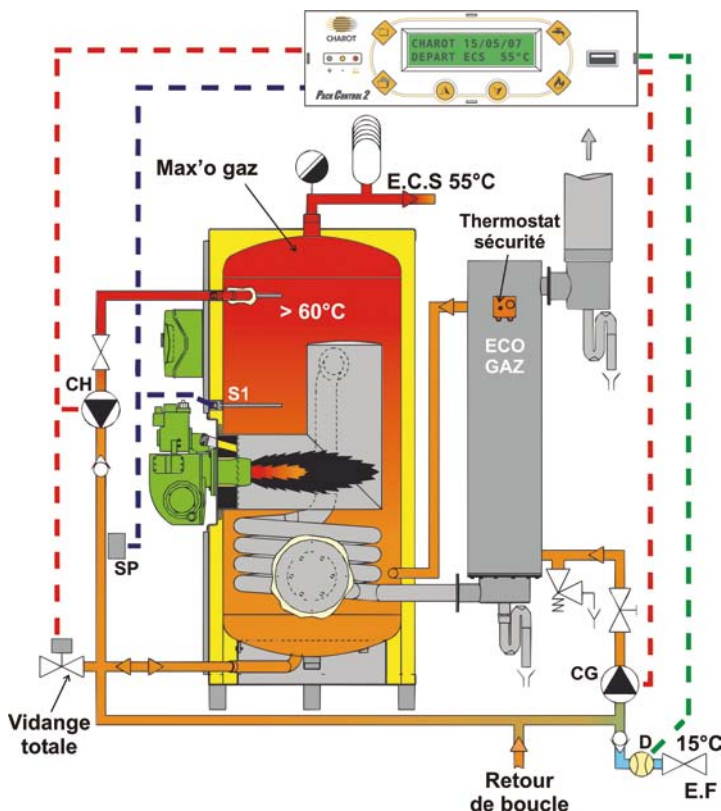 CHAROT
+ -
PACK CONTROL 2
CHAROT 15/05/07
DEPART ECS 55°C
Max'o gaz
E.C.S 55°C
Thermostat
sécurité
> 60°C
ECO
GAZ
CH
S1
SP
CG
Vidange
totale
D
15°C
E.F
Retour
de boucle